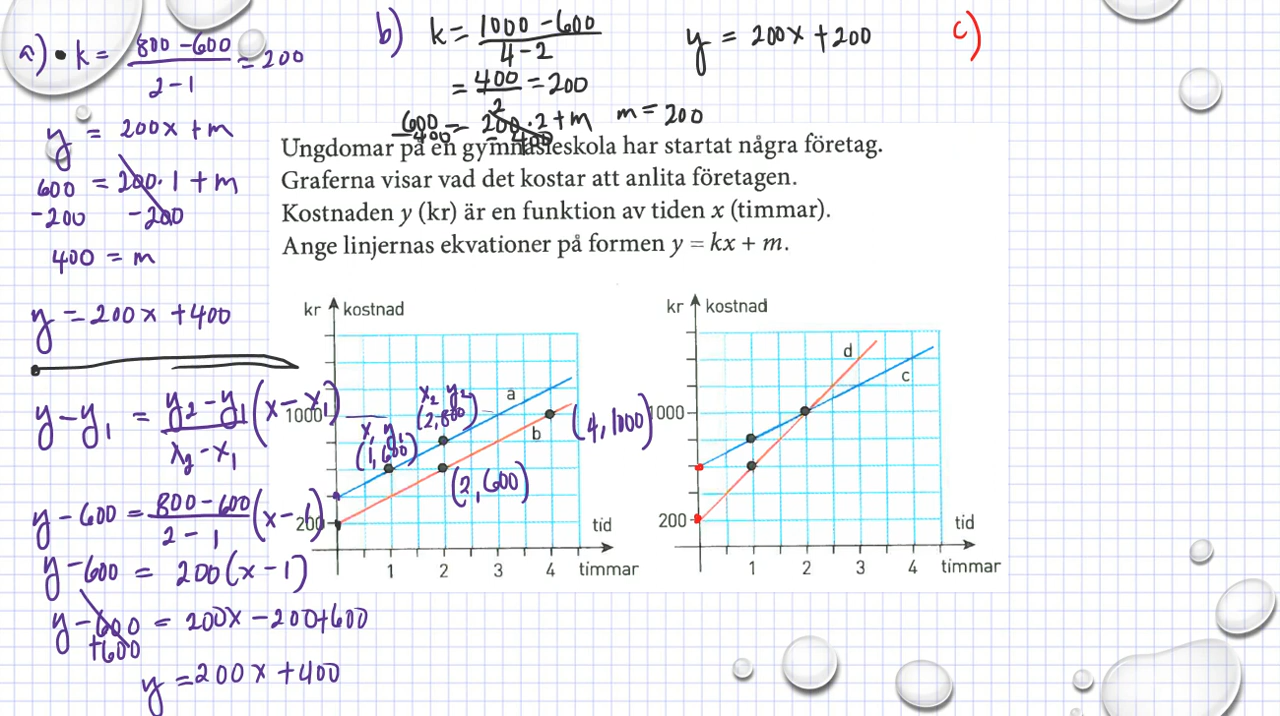 a) • k = 800 - 600 / 2 - 1 = 200
y = 200x + m
600 = 200·1 + m
-200 -200
400 = m
y = 200x + 400
y - y₁ = y₂ - y₁ / x₂ - x₁ (x - x₁)
y - 600 = 800 - 600 / 2 - 1 (x - 1)
y - 600 = 200(x - 1)
y - 600 = 200x - 200 + 600
+600
y = 200x + 400
b) k = 1000 - 600 / 4 - 2
= 400 / 2 = 200
600 = 200·2 + m
-400 -400
m = 200
y = 200x + 200
c)
Ungdomar på en gymnasieskola har startat några företag.
Graferna visar vad det kostar att anlita företagen.
Kostnaden y (kr) är en funktion av tiden x (timmar).
Ange linjernas ekvationer på formen y = kx + m.
kr kostnad
1000
200
x₁ y₁
(1, 600)
x₂ y₂
(2, 800)
a
b
(4, 1000)
(2, 600)
tid
1 2 3 4 timmar
kr kostnad
1000
200
d
c
tid
1 2 3 4 timmar